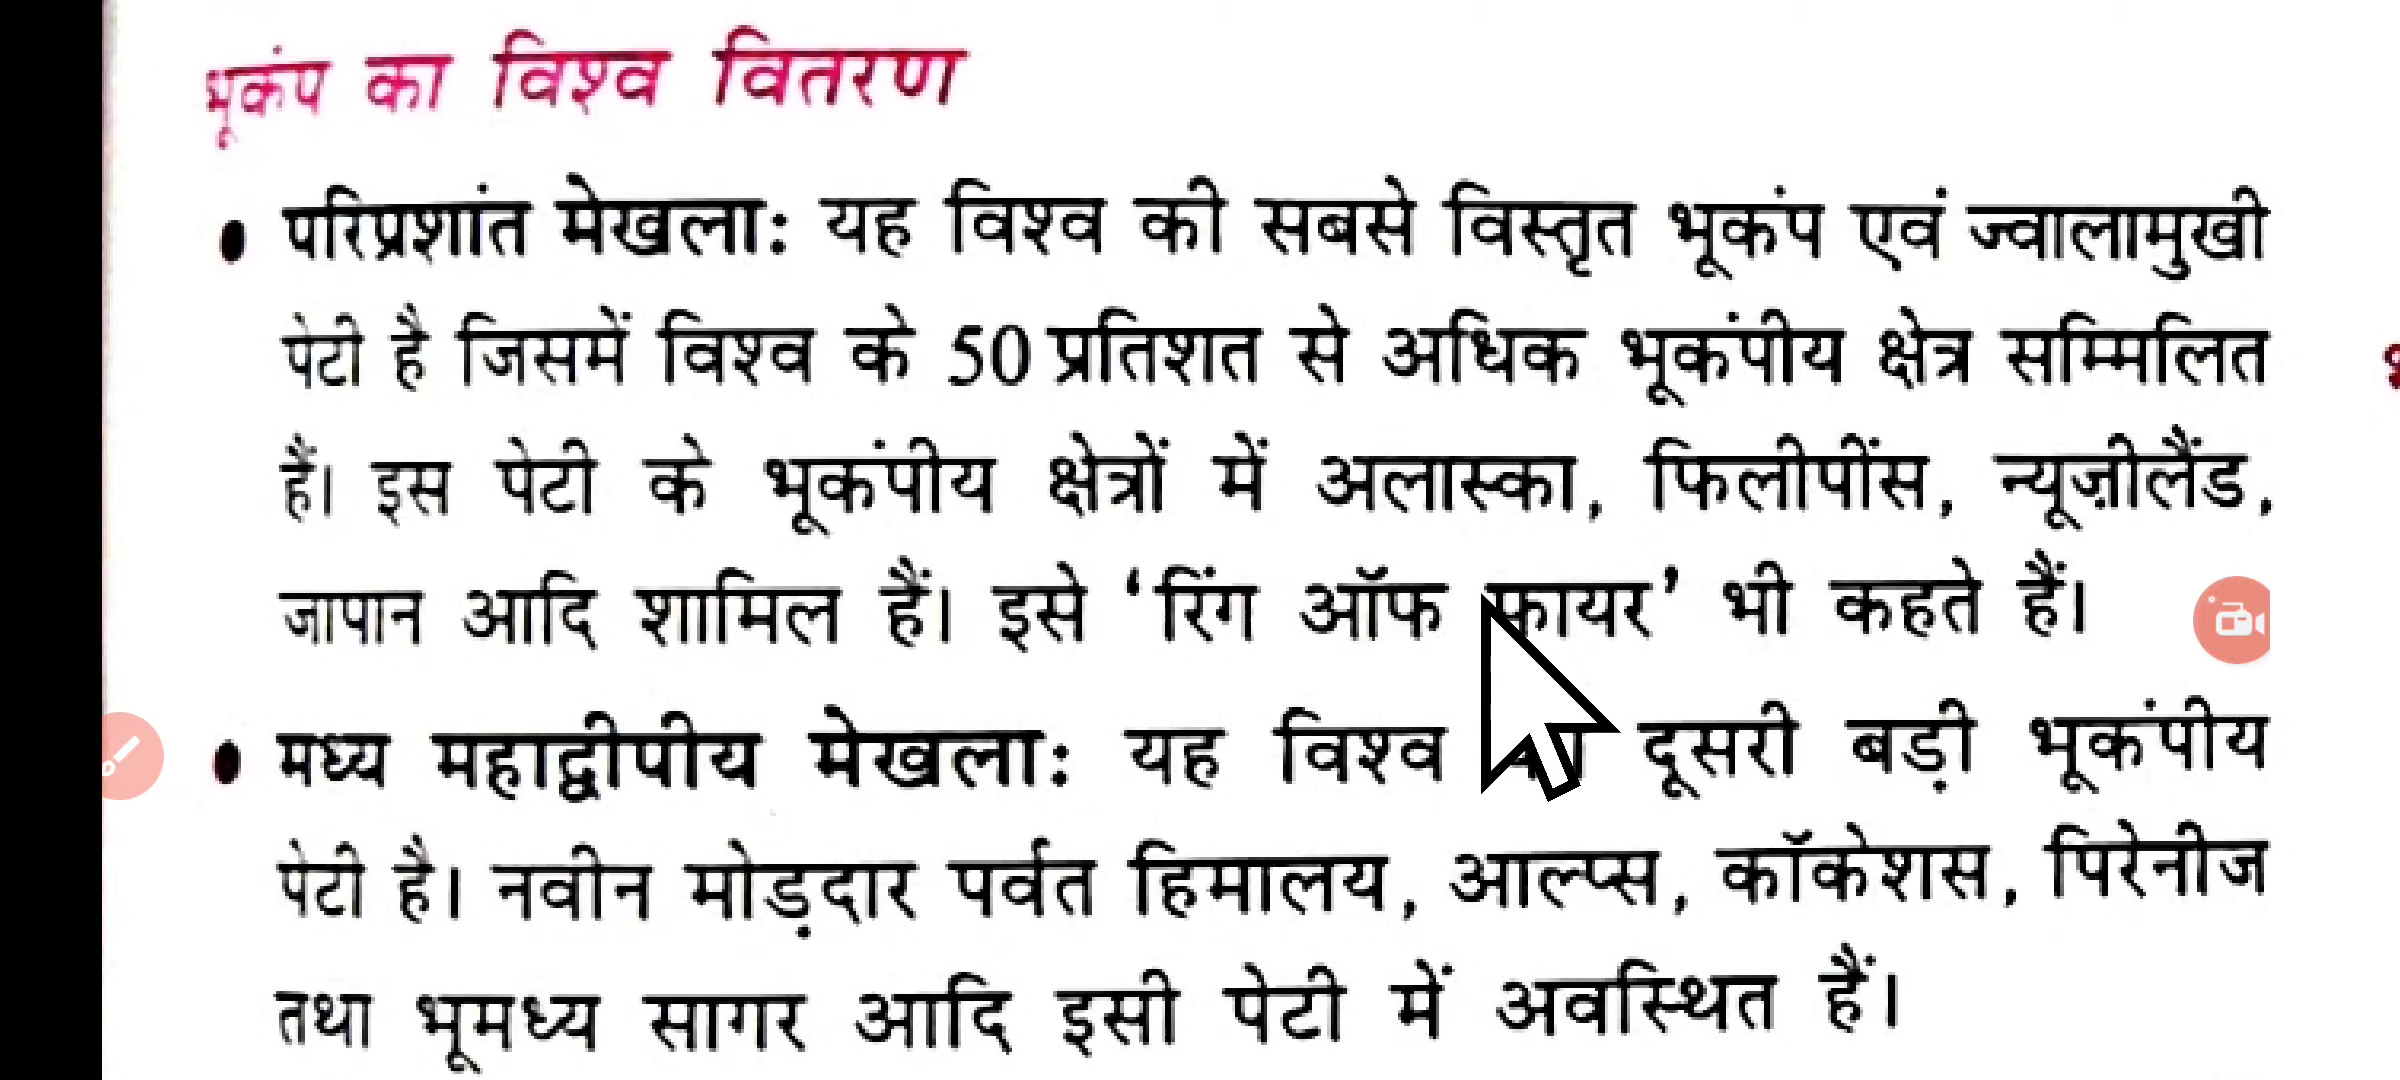 भूकंप का विश्व वितरण
• परिप्रशांत मेखला: यह विश्व की सबसे विस्तृत भूकंप एवं ज्वालामुखी
पेटी है जिसमें विश्व के 50 प्रतिशत से अधिक भूकंपीय क्षेत्र सम्मिलित
हैं। इस पेटी के भूकंपीय क्षेत्रों में अलास्का, फिलीपींस, न्यूज़ीलैंड,
जापान आदि शामिल हैं। इसे ‘रिंग ऑफ फायर’ भी कहते हैं।
• मध्य महाद्वीपीय मेखला: यह विश्व दूसरी बड़ी भूकंपीय
पेटी है। नवीन मोड़दार पर्वत हिमालय, आल्प्स, कॉकेशस, पिरेनीज
तथा भूमध्य सागर आदि इसी पेटी में अवस्थित हैं।